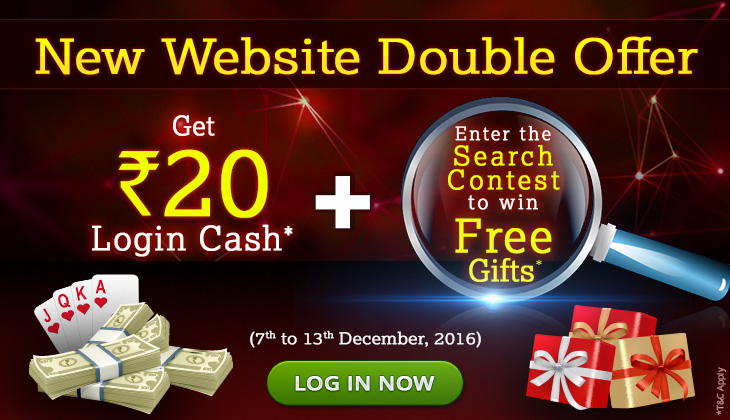 New Website Double Offer
Get
₹20
Login Cash*
+
Enter the
Search
Contest
to win
Free
Gifts*
J Q K A
(7th to 13th December, 2016)
LOG IN NOW
*T&C Apply